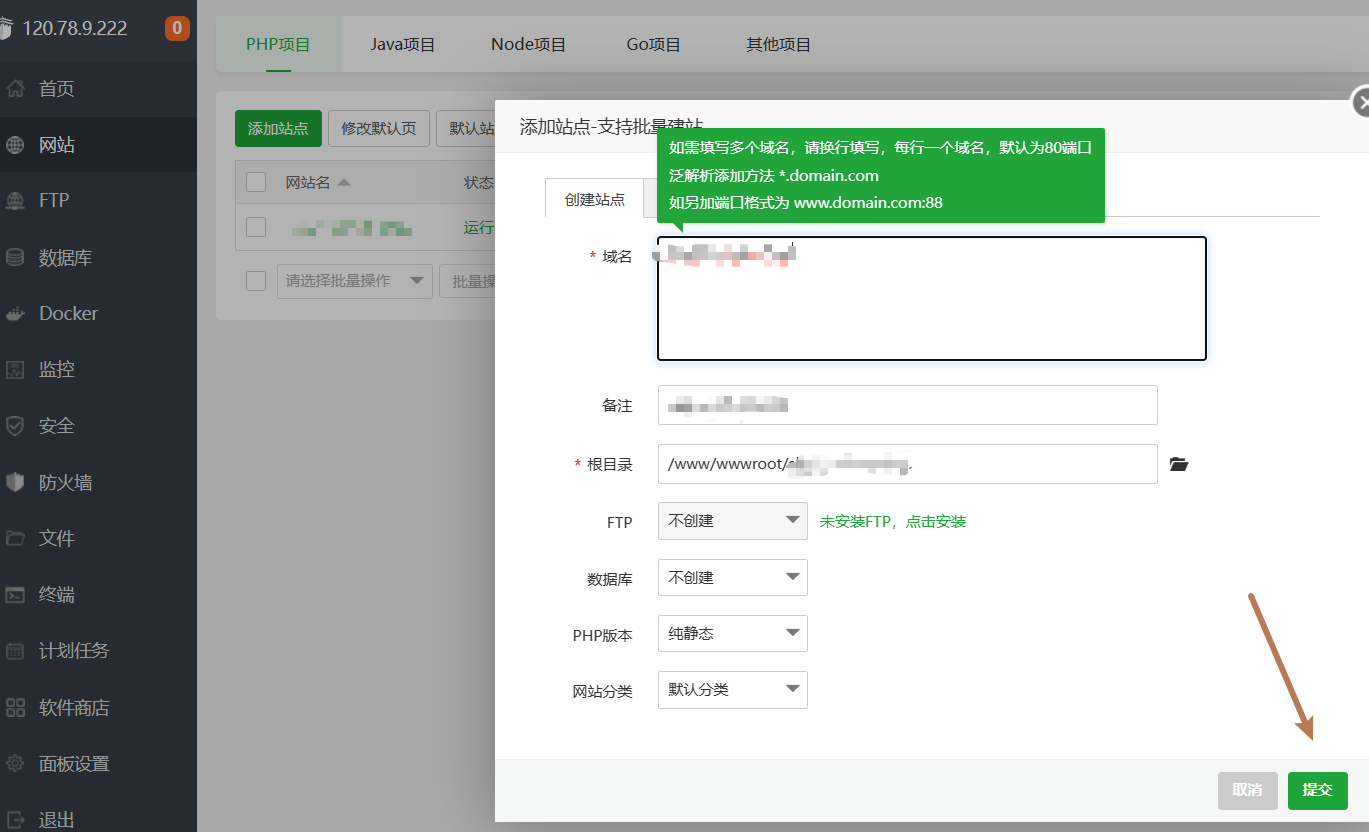 120.78.9.222 0
首页
网站
FTP
数据库
Docker
监控
安全
防火墙
文件
终端
计划任务
软件商店
面板设置
退出
PHP项目 Java项目 Node项目 Go项目 其他项目
添加站点 修改默认页 默认站
网站名 状态
运行
请选择批量操作 批量操
添加站点-支持批量建站
如需填写多个域名，请换行填写，每行一个域名，默认为80端口
泛解析添加方法 *.domain.com
如另加端口格式为 www.domain.com:88
创建站点
* 域名
备注
* 根目录 /www/wwwroot/
FTP 不创建 未安装FTP，点击安装
数据库 不创建
PHP版本 纯静态
网站分类 默认分类
取消 提交